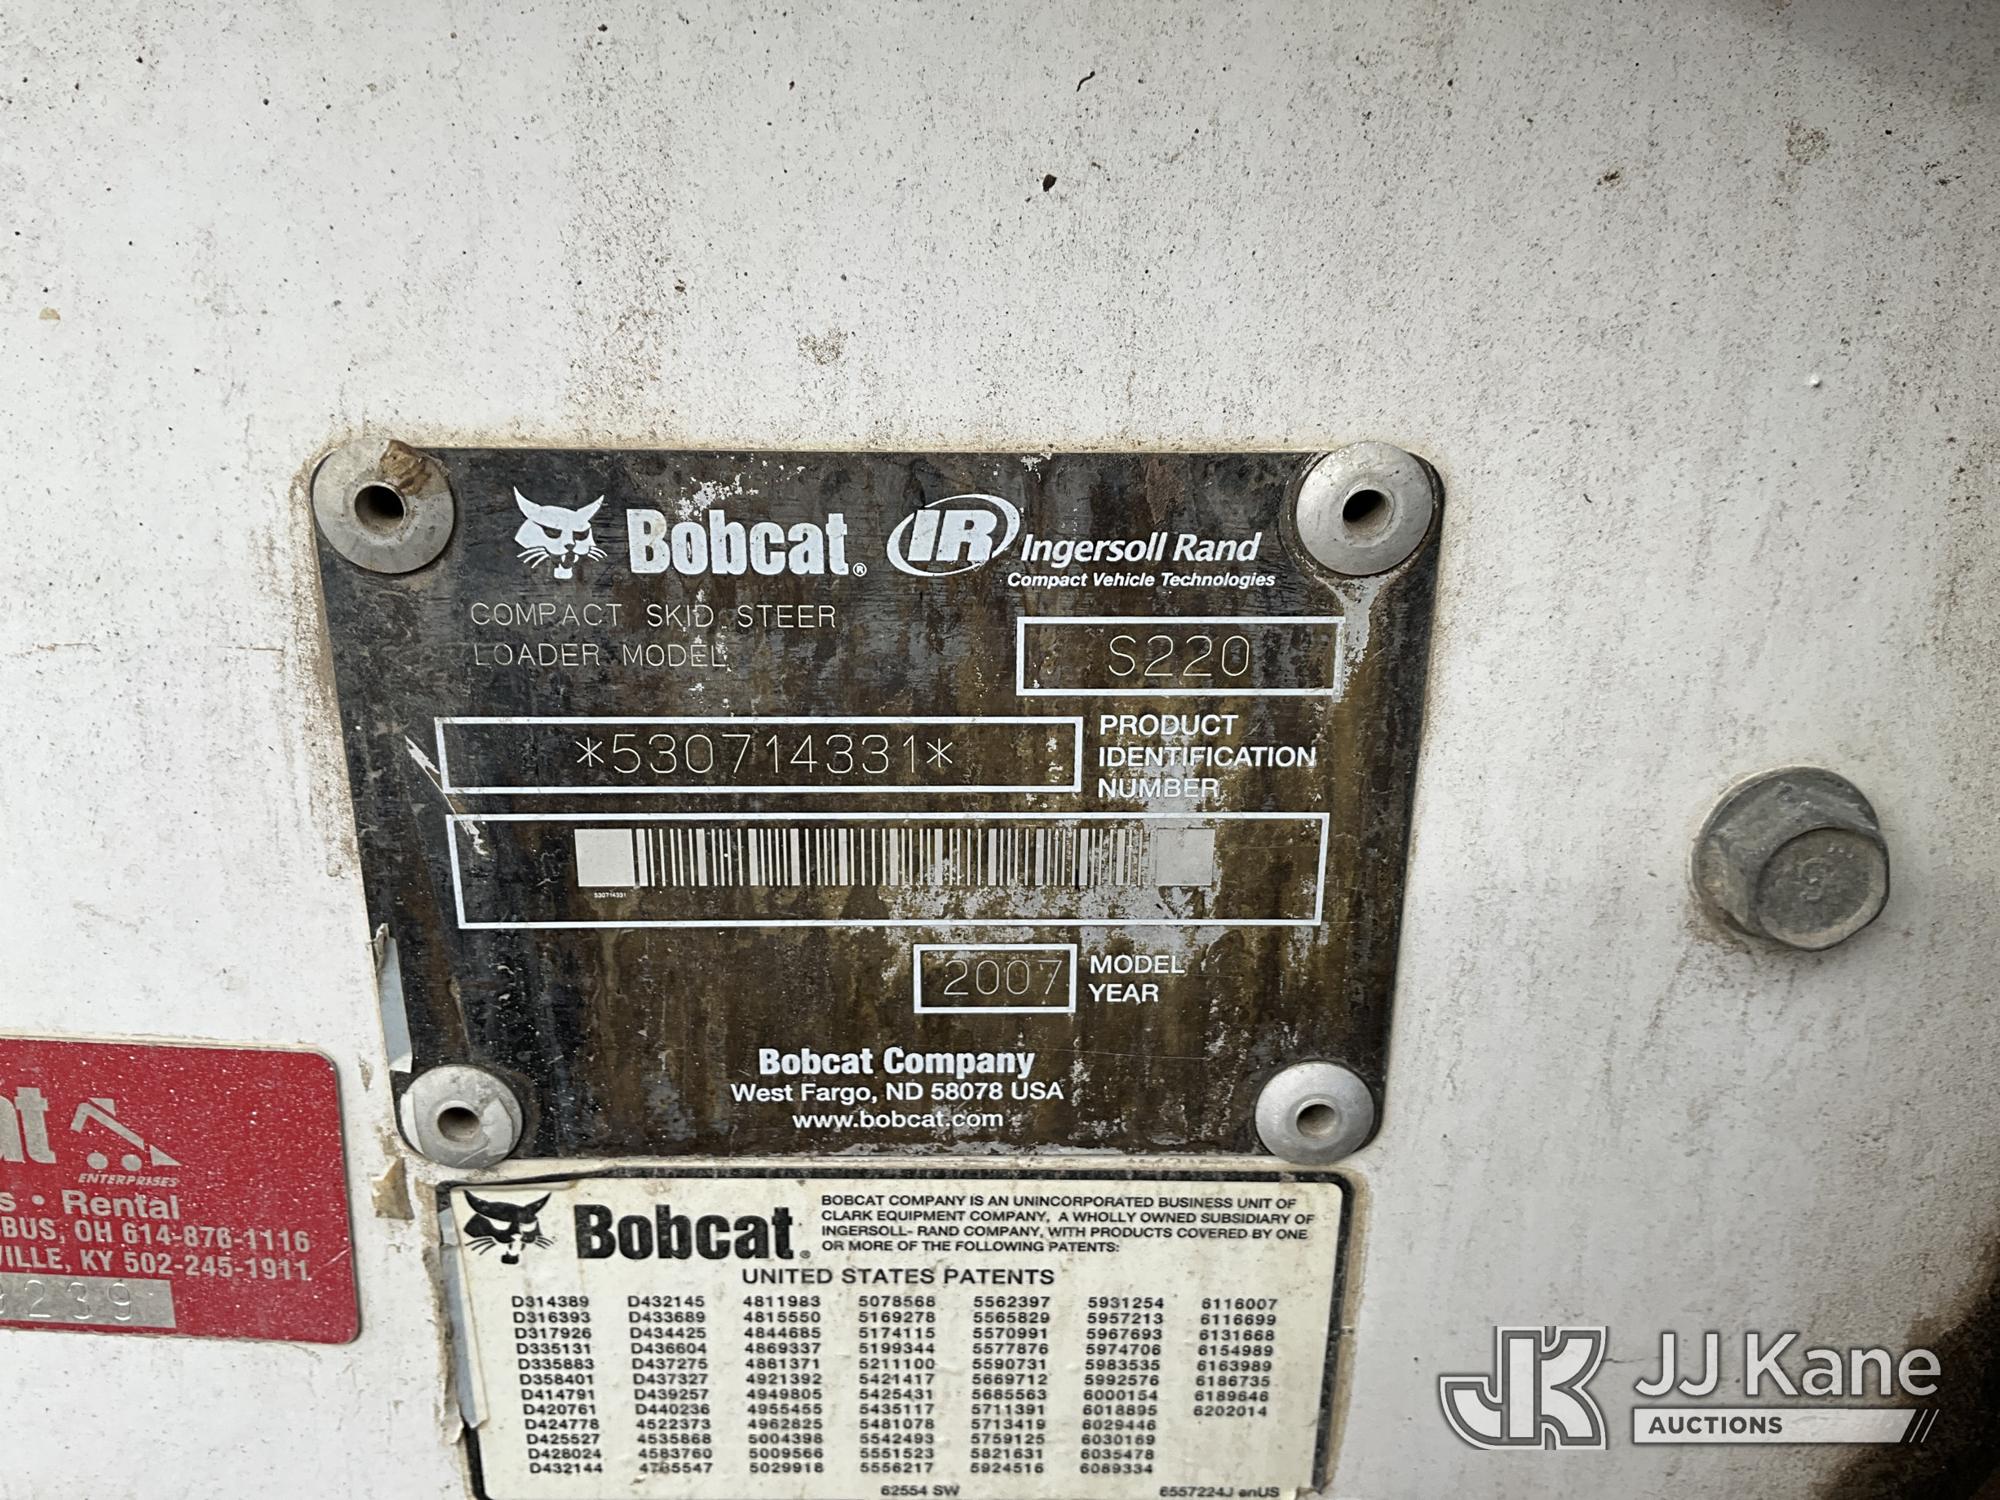 Bobcat® IR Ingersoll Rand
Compact Vehicle Technologies
COMPACT SKID STEER
LOADER MODEL
S220
*530714331*
PRODUCT
IDENTIFICATION
NUMBER
530714331
2007
MODEL
YEAR
Bobcat Company
West Fargo, ND 58078 USA
www.bobcat.com
ENTERPRISES
Rental
OH 614-876-1116
KY 502-245-1911
239
Bobcat®
BOBCAT COMPANY IS AN UNINCORPORATED BUSINESS UNIT OF
CLARK EQUIPMENT COMPANY, A WHOLLY OWNED SUBSIDIARY OF
INGERSOLL- RAND COMPANY, WITH PRODUCTS COVERED BY ONE
OR MORE OF THE FOLLOWING PATENTS:
UNITED STATES PATENTS
D314389 D432145 4811983 5078568 5562397 5931254 6116007
D316393 D433689 4815550 5169278 5565829 5957213 6116699
D317926 D434425 4844685 5174115 5570991 5967693 6131668
D335131 D436604 4869337 5199344 5577876 5974706 6154989
D335883 D437275 4881371 5211100 5590731 5983535 6163989
D358401 D437327 4921392 5421417 5669712 5992576 6186735
D414791 D439257 4949805 5425431 5685563 6000154 6189646
D420761 D440236 4955455 5435117 5711391 6018895 6202014
D424778 4522373 4962825 5481078 5713419 6029446
D425527 4535868 5004398 5542493 5759125 6030169
D428024 4583760 5009566 5551523 5821631 6035478
D432144 4765547 5029918 5556217 5924516 6089334
62554 SW
6557224J enUS
JJ Kane
AUCTIONS